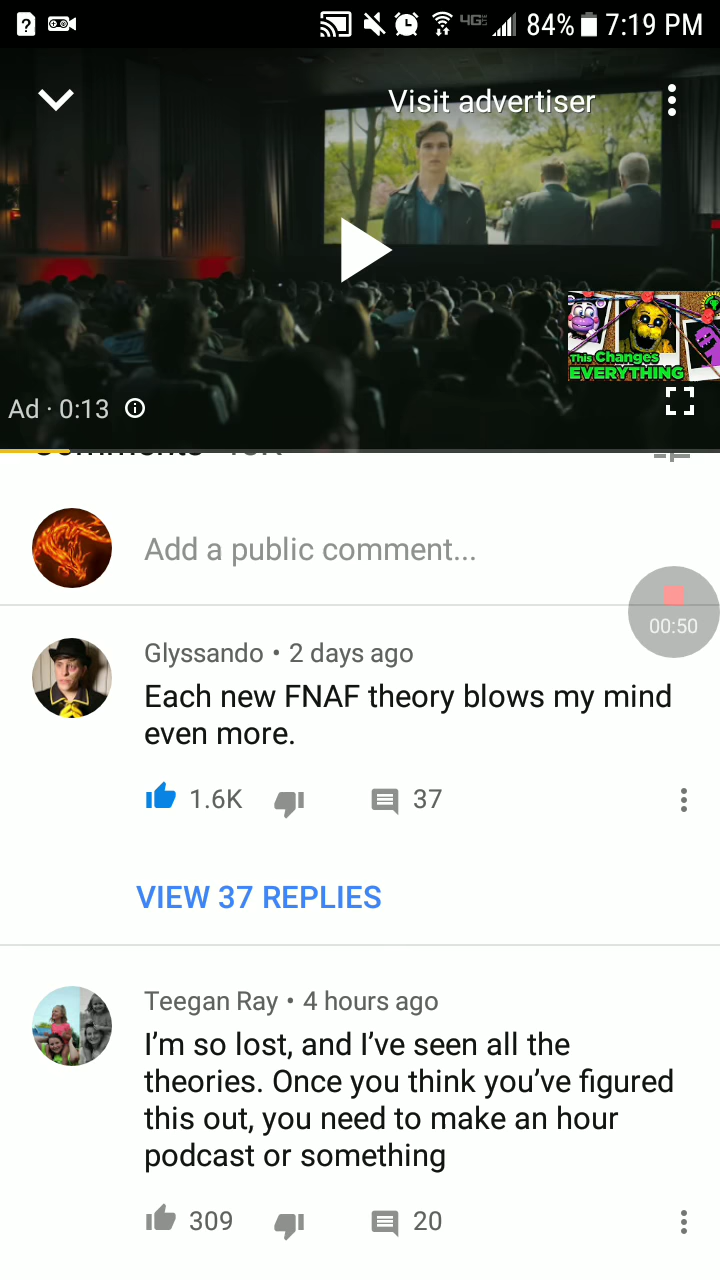 84% 7:19 PM
Visit advertiser
This Changes
EVERYTHING
Ad · 0:13
Comments
Add a public comment...
00:50
Glyssando • 2 days ago
Each new FNAF theory blows my mind
even more.
1.6K 37
VIEW 37 REPLIES
Teegan Ray • 4 hours ago
I'm so lost, and I've seen all the
theories. Once you think you've figured
this out, you need to make an hour
podcast or something
309 20